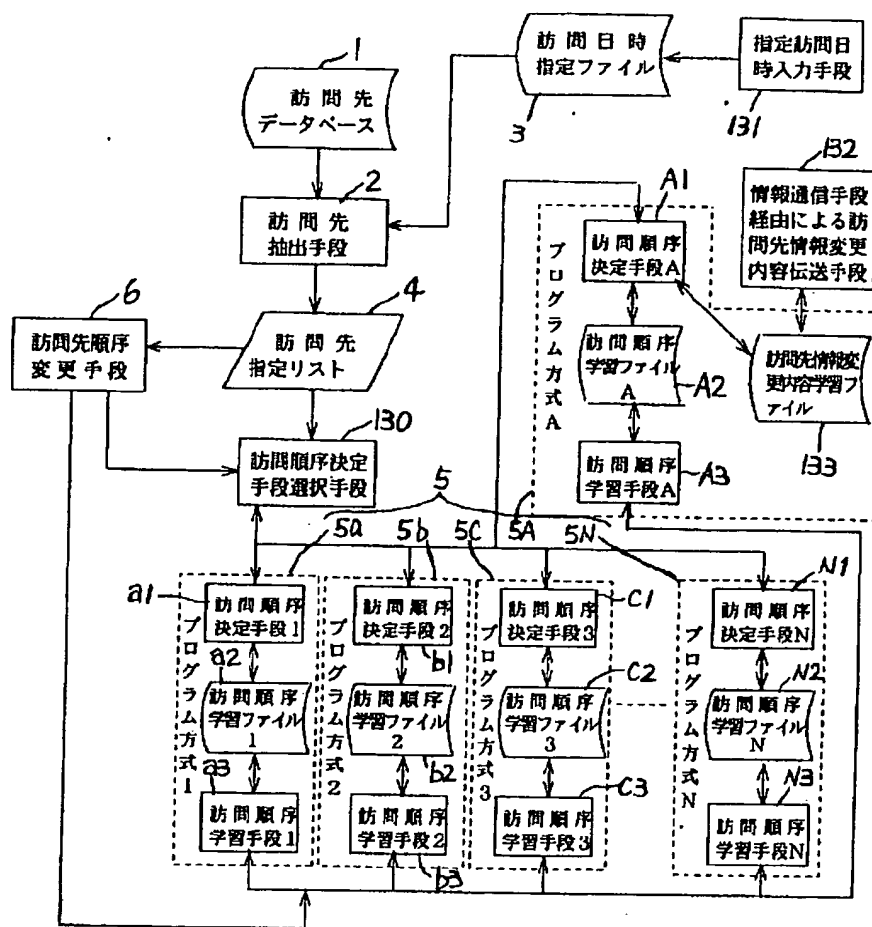 1
訪問先
データベース
訪問日時
指定ファイル
3
指定訪問日
時入力手段
131
2
訪問先
抽出手段
6
訪問先順序
変更手段
4
訪問先
指定リスト
130
訪問順序決定
手段選択手段
132
情報通信手段
経由による訪
問先情報変更
内容伝送手段
A1
訪問順序
決定手段A
プログラム方式A
訪問順序
学習ファイル
A
A2
訪問先情報変
更内容学習フ
ァイル
133
訪問順序
学習手段A
A3
5
5a
5b
5C
5A
5N
a1
訪問順序
決定手段1
a2
訪問順序
学習ファイル
1
a3
訪問順序
学習手段1
プログラム方式1
訪問順序
決定手段2
b1
訪問順序
学習ファイル
2
b2
訪問順序
学習手段2
b3
プログラム方式2
訪問順序
決定手段3
C1
訪問順序
学習ファイル
3
C2
訪問順序
学習手段3
C3
プログラム方式3
訪問順序
決定手段N
N1
訪問順序
学習ファイル
N
N2
訪問順序
学習手段N
N3
プログラム方式N